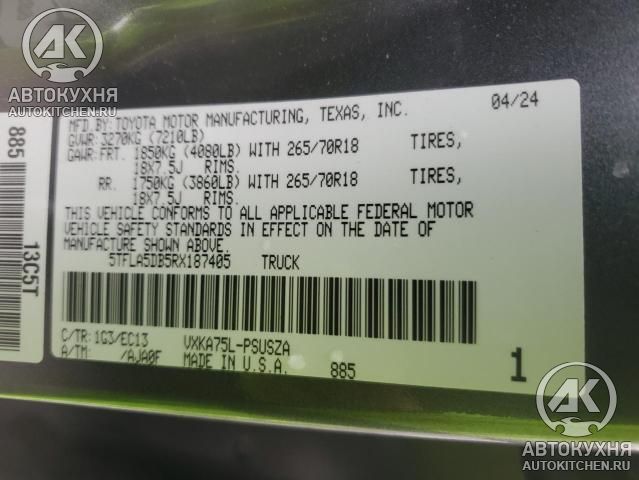 AK
АВТОКУХНЯ
AUTOKITCHEN.RU
885
13C5T
MFD.BY: TOYOTA MOTOR MANUFACTURING, TEXAS, INC. 04/24
GVWR: 3270KG (7210LB)
GAWR: FRT. 1850KG (4080LB) WITH 265/70R18 TIRES,
18X7.5J RIMS.
RR. 1750KG (3860LB) WITH 265/70R18 TIRES,
18X7.5J RIMS.
THIS VEHICLE CONFORMS TO ALL APPLICABLE FEDERAL MOTOR
VEHICLE SAFETY STANDARDS IN EFFECT ON THE DATE OF
MANUFACTURE SHOWN ABOVE.
5TFLA5DB5RX187405 TRUCK
C/TR: 1G3/EC13 VXKA75L-PSUSZA
A/TM: /AJA0F MADE IN U.S.A. 885 1
AK
АВТОКУХНЯ
AUTOKITCHEN.RU